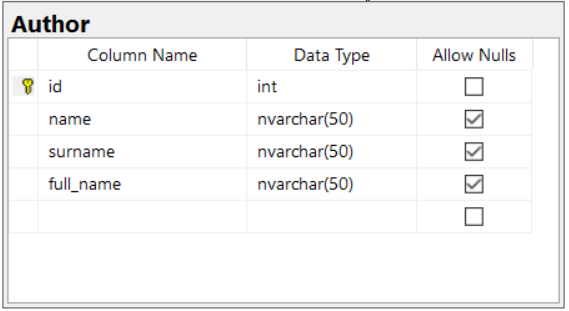 Author
Column Name Data Type Allow Nulls
id int
name nvarchar(50)
surname nvarchar(50)
full_name nvarchar(50)